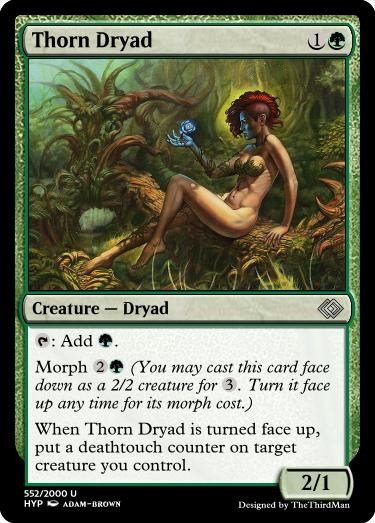 Thorn Dryad 1
Creature — Dryad
: Add .
Morph 2 (You may cast this card face
down as a 2/2 creature for 3. Turn it face
up any time for its morph cost.)
When Thorn Dryad is turned face up,
put a deathtouch counter on target
creature you control.
2/1
552/2000 U
HYP ADAM-BROWN
Designed by TheThirdMan